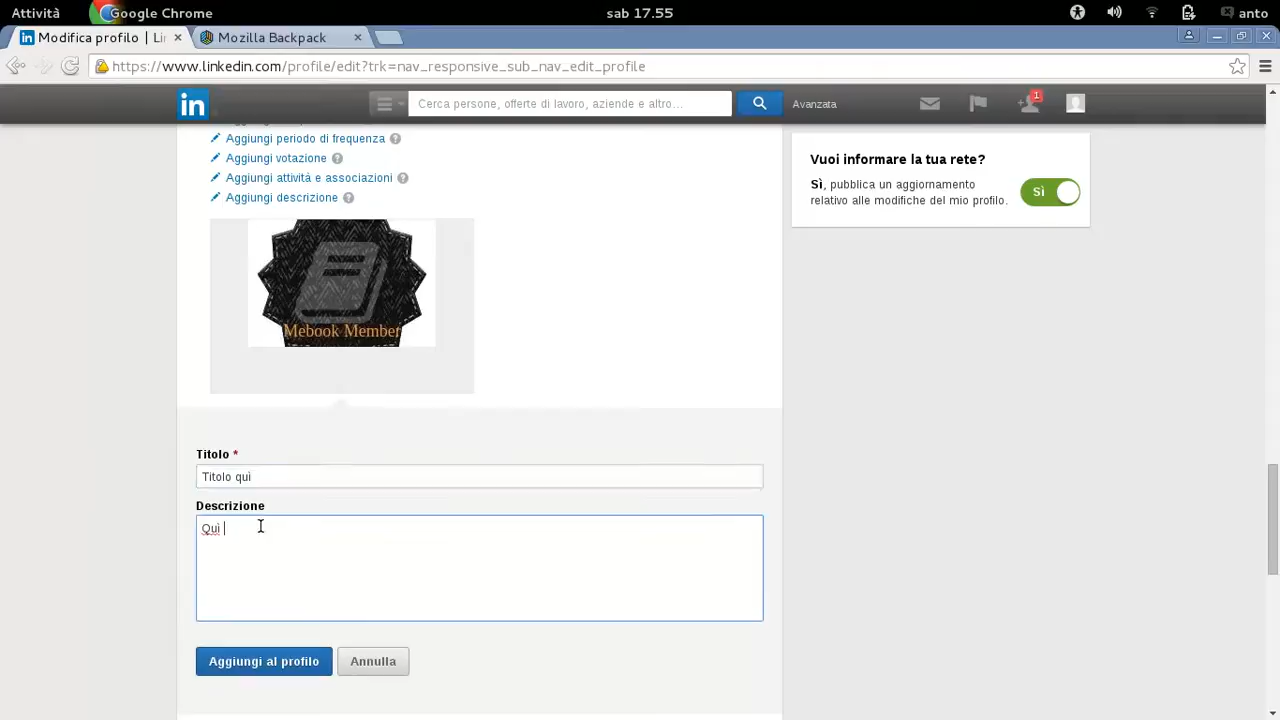 Attività
Google Chrome
sab 17.55
anto
Modifica profilo | Li
Mozilla Backpack
https://www.linkedin.com/profile/edit?trk=nav_responsive_sub_nav_edit_profile
in
Cerca persone, offerte di lavoro, aziende e altro...
Avanzata
1
Aggiungi periodo di frequenza ?
Aggiungi votazione ?
Aggiungi attività e associazioni ?
Aggiungi descrizione ?
Vuoi informare la tua rete?
Sì, pubblica un aggiornamento
relativo alle modifiche del mio profilo.
Sì
Mebook Member
Titolo *
Titolo quì
Descrizione
Quì
Aggiungi al profilo
Annulla